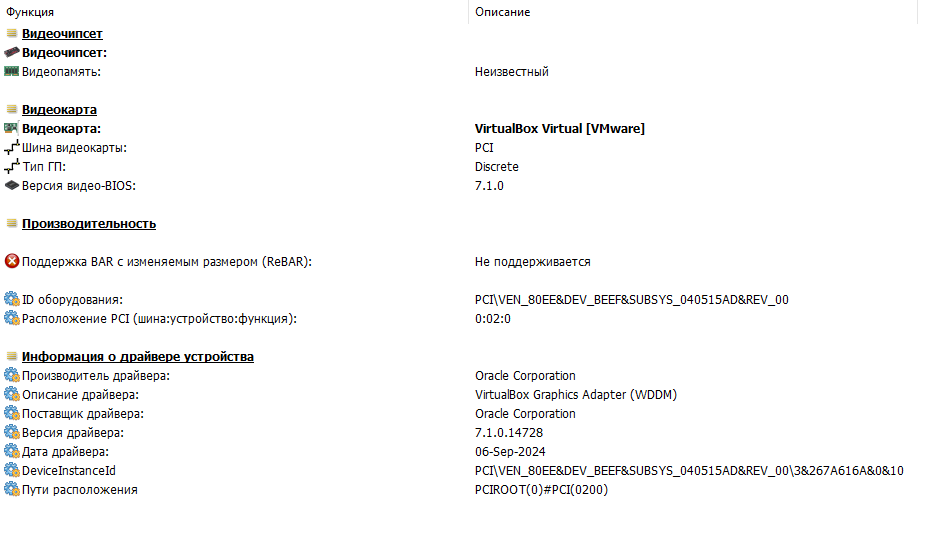 Функция Описание
Видеочипсет
Видеочипсет:
Видеопамять: Неизвестный
Видеокарта
Видеокарта: VirtualBox Virtual [VMware]
Шина видеокарты: PCI
Тип ГП: Discrete
Версия видео-BIOS: 7.1.0
Производительность
Поддержка BAR с изменяемым размером (ReBAR): Не поддерживается
ID оборудования: PCI\VEN_80EE&DEV_BEEF&SUBSYS_040515AD&REV_00
Расположение PCI (шина:устройство:функция): 0:02:0
Информация о драйвере устройства
Производитель драйвера: Oracle Corporation
Описание драйвера: VirtualBox Graphics Adapter (WDDM)
Поставщик драйвера: Oracle Corporation
Версия драйвера: 7.1.0.14728
Дата драйвера: 06-Sep-2024
DeviceInstanceId PCI\VEN_80EE&DEV_BEEF&SUBSYS_040515AD&REV_00\3&267A616A&0&10
Пути расположения PCIROOT(0)#PCI(0200)